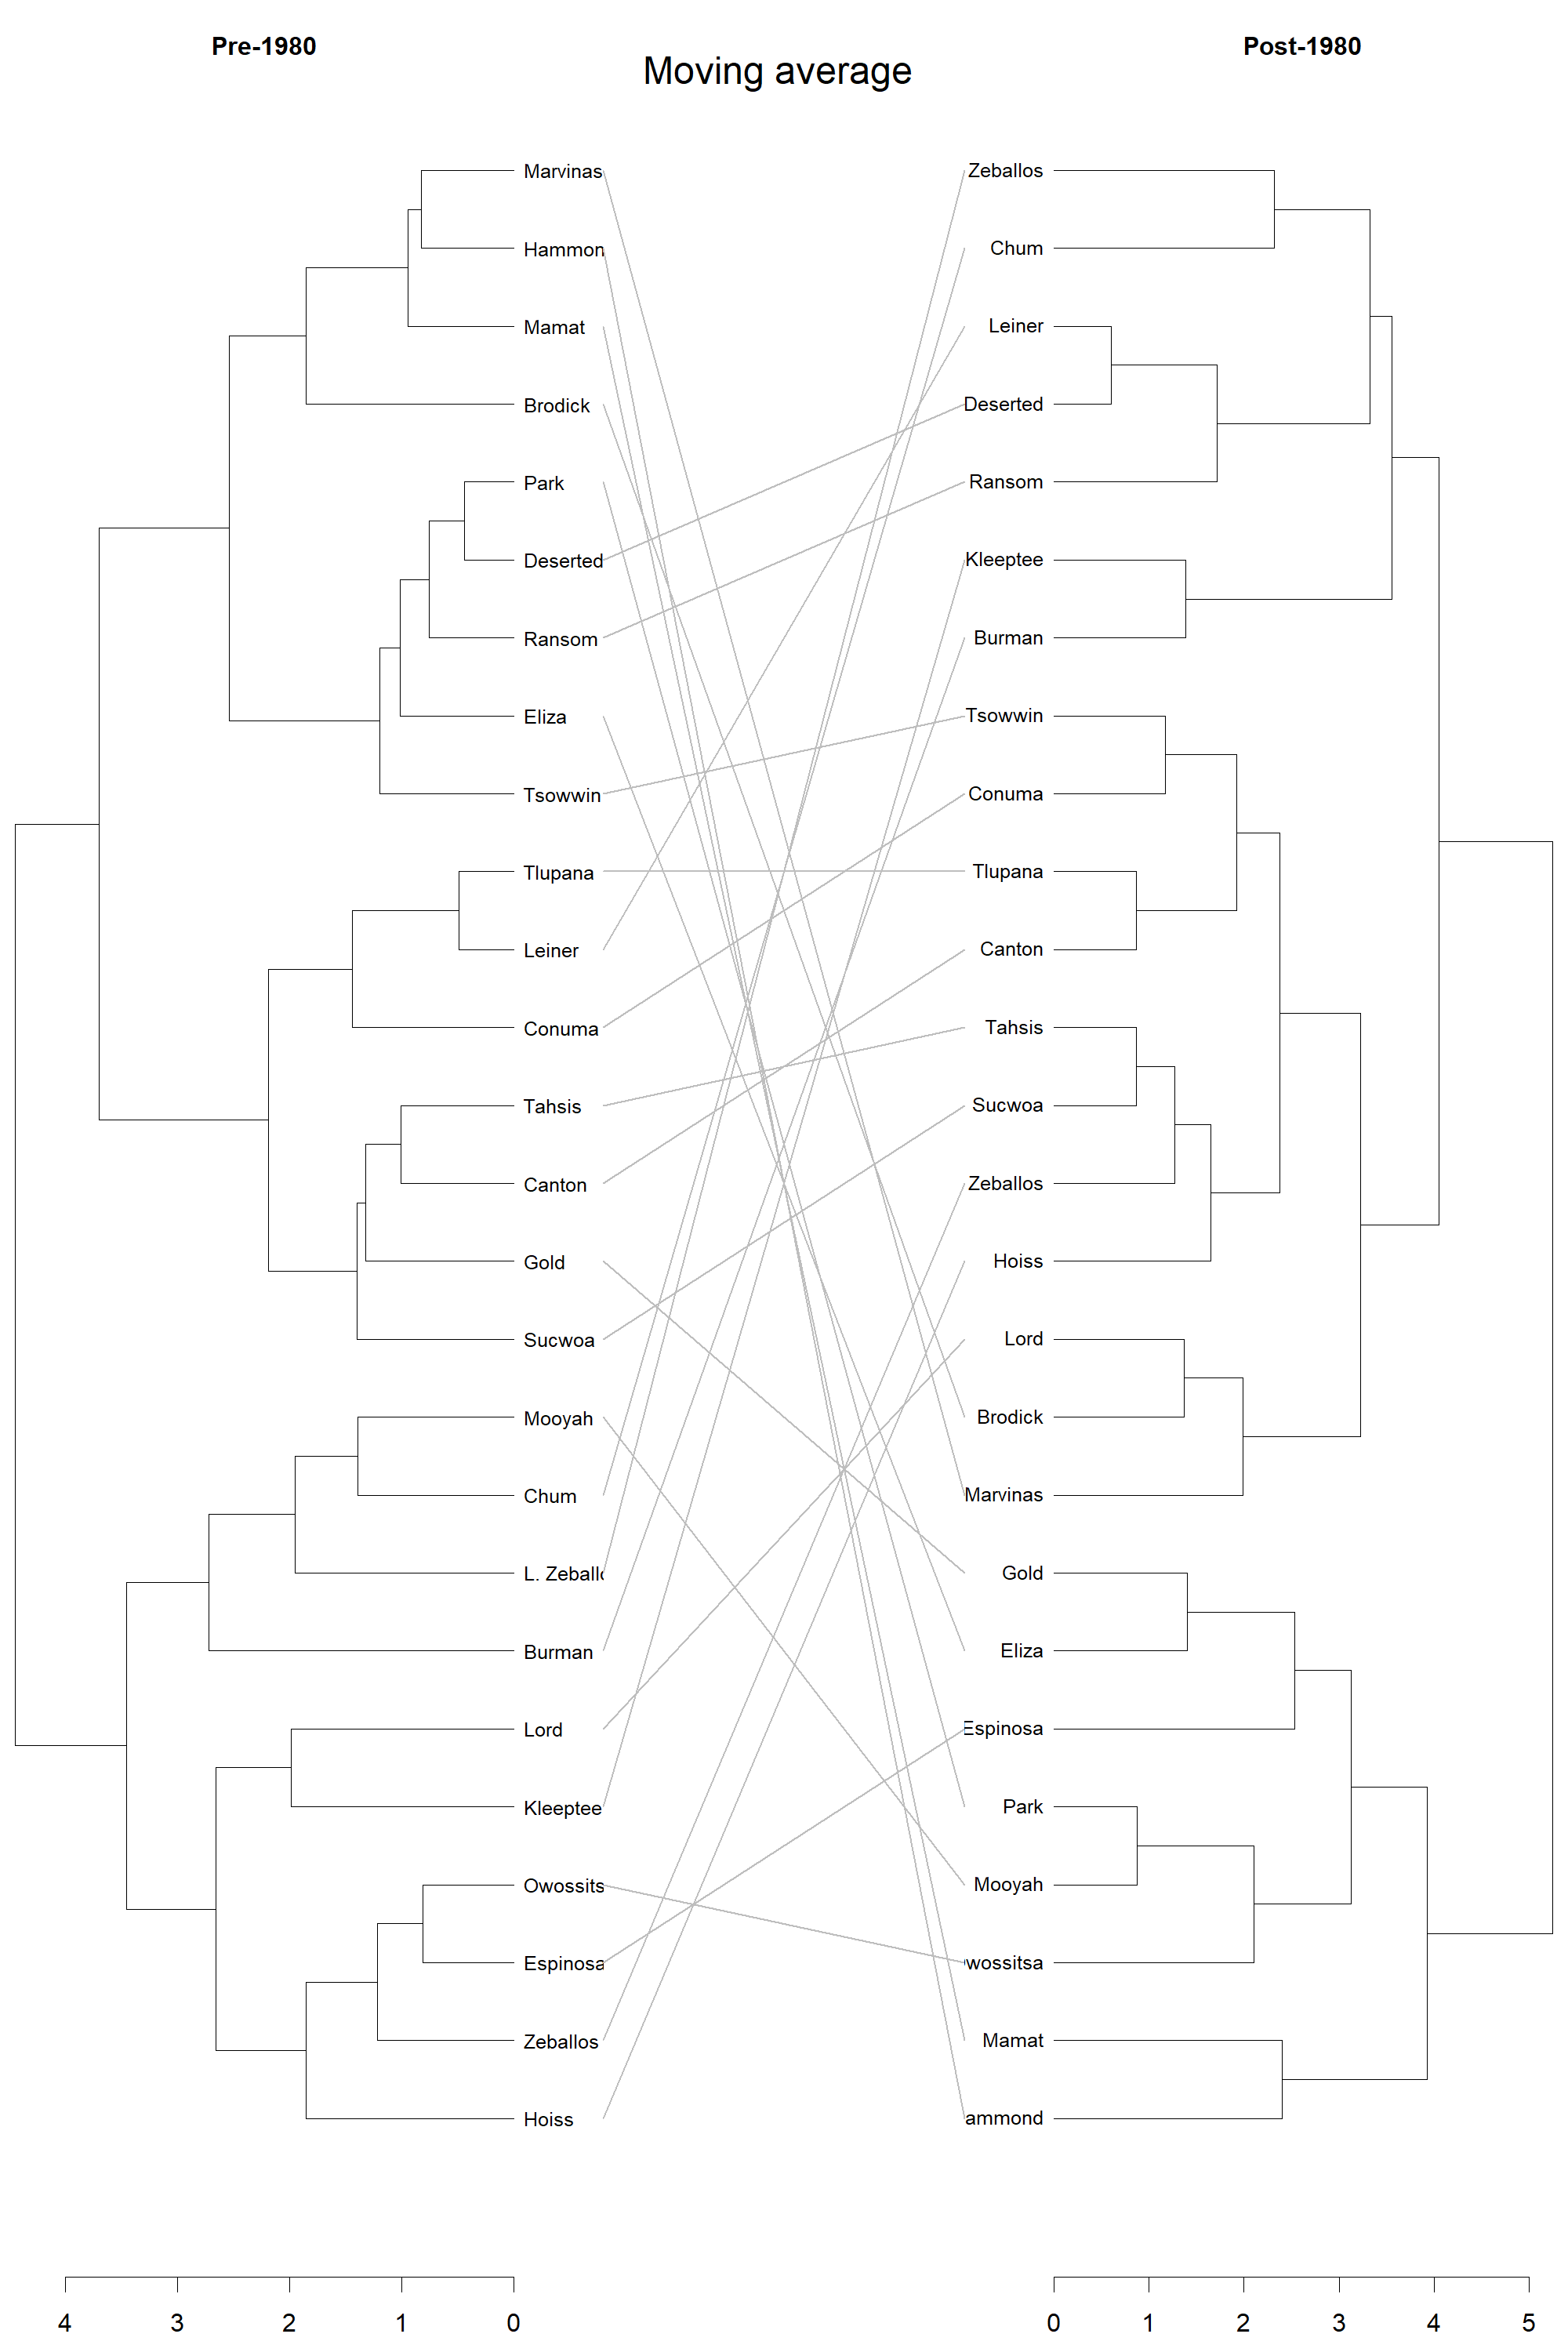 Pre-1980
Moving average
Post-1980
Marvinas
Hammon
Mamat
Brodick
Park
Deserted
Ransom
Eliza
Tsowwin
Tlupana
Leiner
Conuma
Tahsis
Canton
Gold
Sucwoa
Mooyah
Chum
L. Zeballo
Burman
Lord
Kleeptee
Owossits
Espinosa
Zeballos
Hoiss
Zeballos
Chum
Leiner
Deserted
Ransom
Kleeptee
Burman
Tsowwin
Conuma
Tlupana
Canton
Tahsis
Sucwoa
Zeballos
Hoiss
Lord
Brodick
Marvinas
Gold
Eliza
Espinosa
Park
Mooyah
wossitsa
Mamat
ammond
4 3 2 1 0
0 1 2 3 4 5